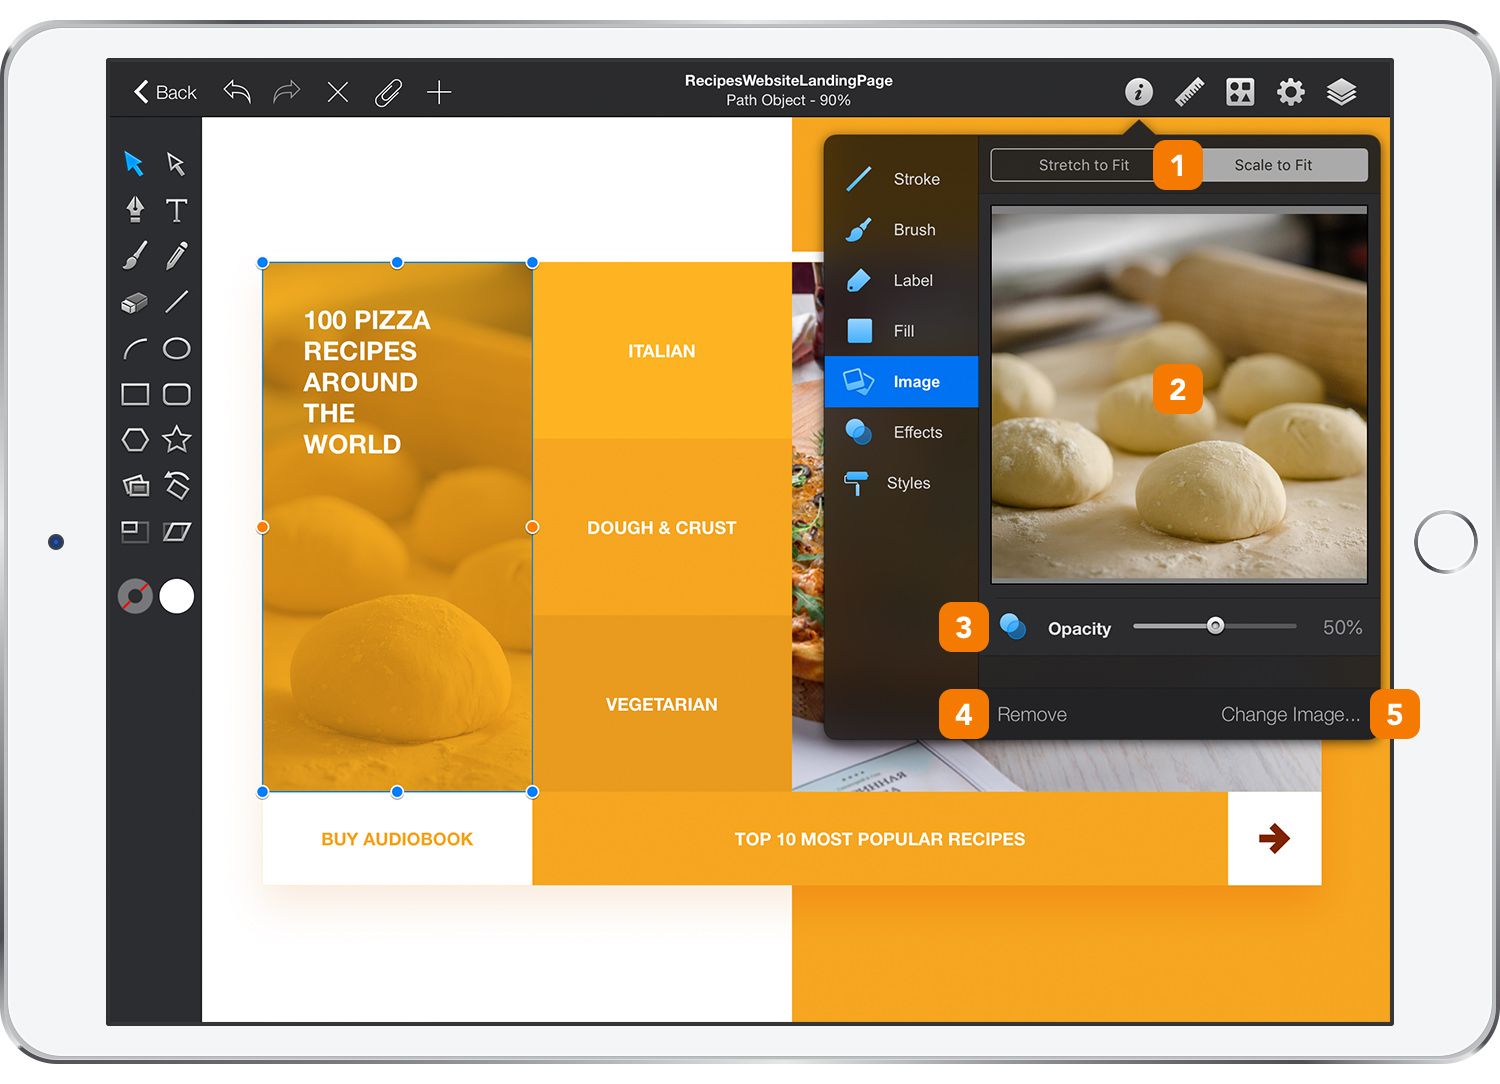 Back
RecipesWebsiteLandingPage
Path Object - 90%
Stroke
Brush
Label
Fill
Image
Effects
Styles
Stretch to Fit
1
Scale to Fit
2
3
Opacity
50%
4
Remove
Change Image...
5
100 PIZZA
RECIPES
AROUND
THE
WORLD
ITALIAN
DOUGH & CRUST
VEGETARIAN
BUY AUDIOBOOK
TOP 10 MOST POPULAR RECIPES